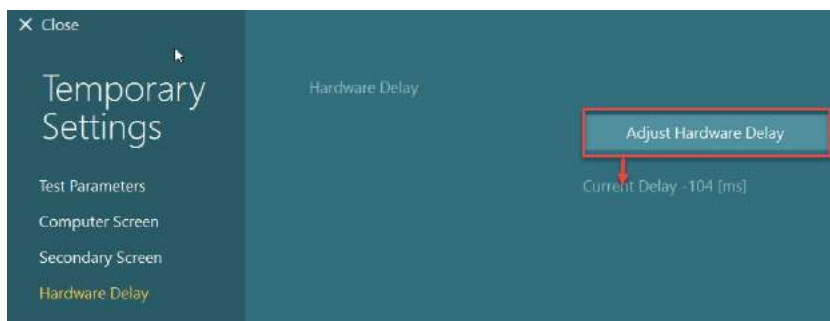 Close
Temporary
Settings
Test Parameters
Computer Screen
Secondary Screen
Hardware Delay
Hardware Delay
Adjust Hardware Delay
Current Delay -104 [ms]